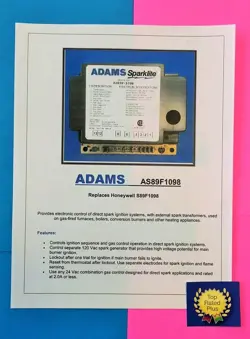 ADAMS Sparklite
AS89F1098
ADAMS AS89F1098
Replaces Honeywell S89F1098
Provides electronic control of direct spark ignition systems, with external spark transformers, used
on gas-fired furnaces, boilers, conversion burners and other heating appliances.
Features:
Controls ignition sequence and gas control operation in direct spark ignition systems.
Control separate 120 Vac spark generator that provides high voltage potential for main
burner ignition.
Lockout after one trial for ignition if main burner fails to ignite.
Reset from thermostat after lockout. Use separate electrodes for spark ignition and flame
sensing.
Use any 24 Vac combination gas control designed for direct spark applications and rated
at 2.0A or less.
Top
Rated
Plus